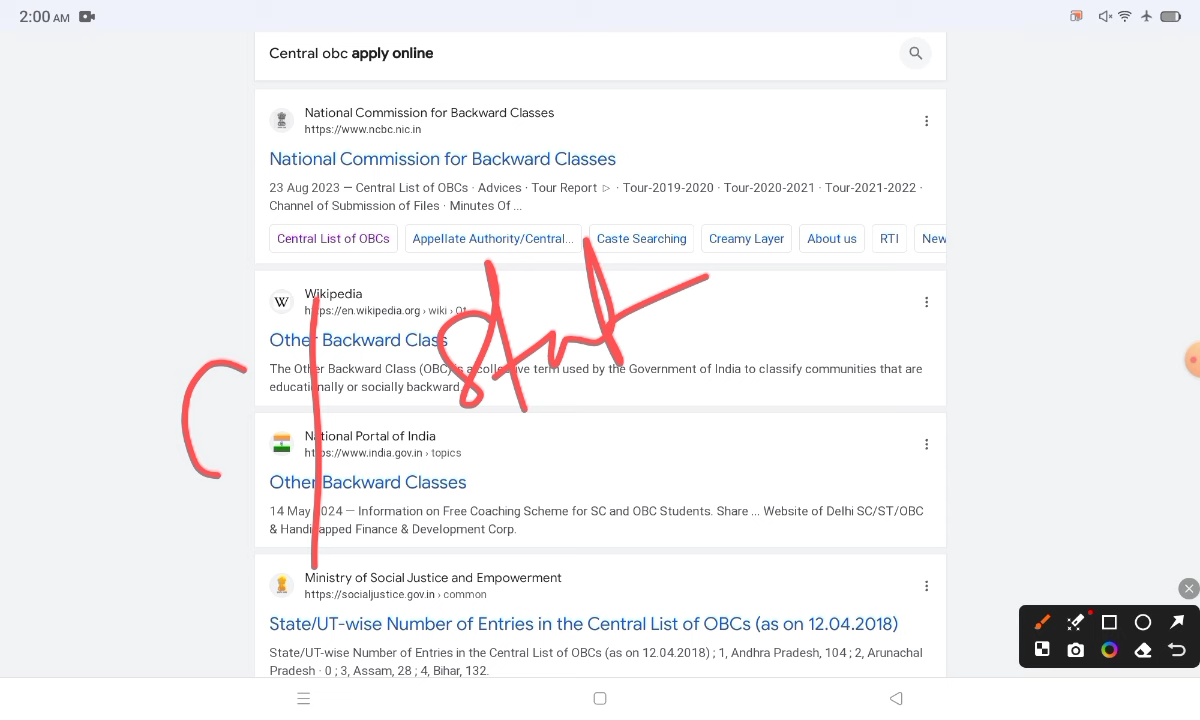 2:00 AM
Central obc apply online
National Commission for Backward Classes
https://www.ncbc.nic.in
National Commission for Backward Classes
23 Aug 2023 — Central List of OBCs · Advices · Tour Report ▷ · Tour-2019-2020 · Tour-2020-2021 · Tour-2021-2022 ·
Channel of Submission of Files · Minutes Of ...
Central List of OBCs Appellate Authority/Central... Caste Searching Creamy Layer About us RTI New
W Wikipedia
https://en.wikipedia.org › wiki
Other Backward Class
The Other Backward Class (OBC) is a collective term used by the Government of India to classify communities that are
educationally or socially backward
National Portal of India
https://www.india.gov.in › topics
Other Backward Classes
14 May 2024 — Information on Free Coaching Scheme for SC and OBC Students. Share ... Website of Delhi SC/ST/OBC
& Handicapped Finance & Development Corp.
Ministry of Social Justice and Empowerment
https://socialjustice.gov.in › common
State/UT-wise Number of Entries in the Central List of OBCs (as on 12.04.2018)
State/UT-wise Number of Entries in the Central List of OBCs (as on 12.04.2018) ; 1, Andhra Pradesh, 104 ; 2, Arunachal
Pradesh · 0 ; 3, Assam, 28 ; 4, Bihar, 132.